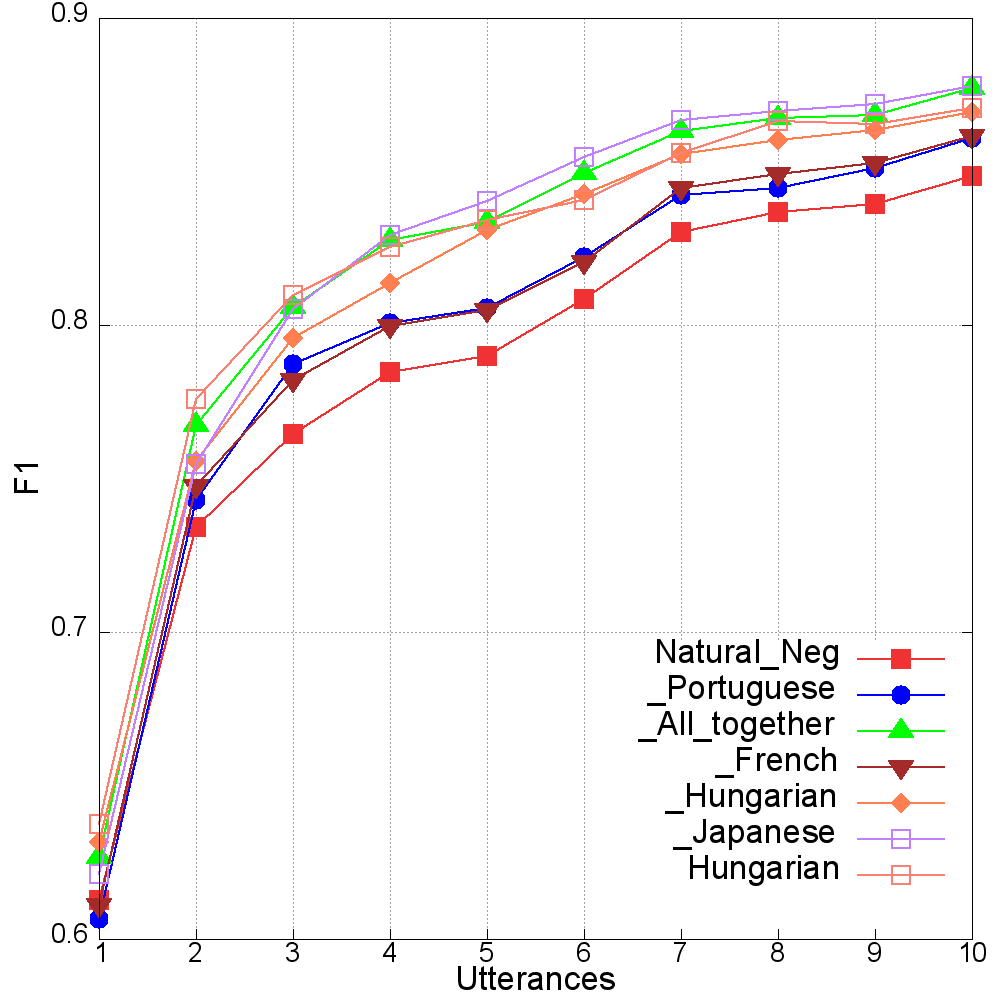 0.9
0.8
0.7
0.6
F1
1 2 3 4 5 6 7 8 9 10
Utterances
Natural_Neg
_Portuguese
_All_together
_French
_Hungarian
_Japanese
Hungarian